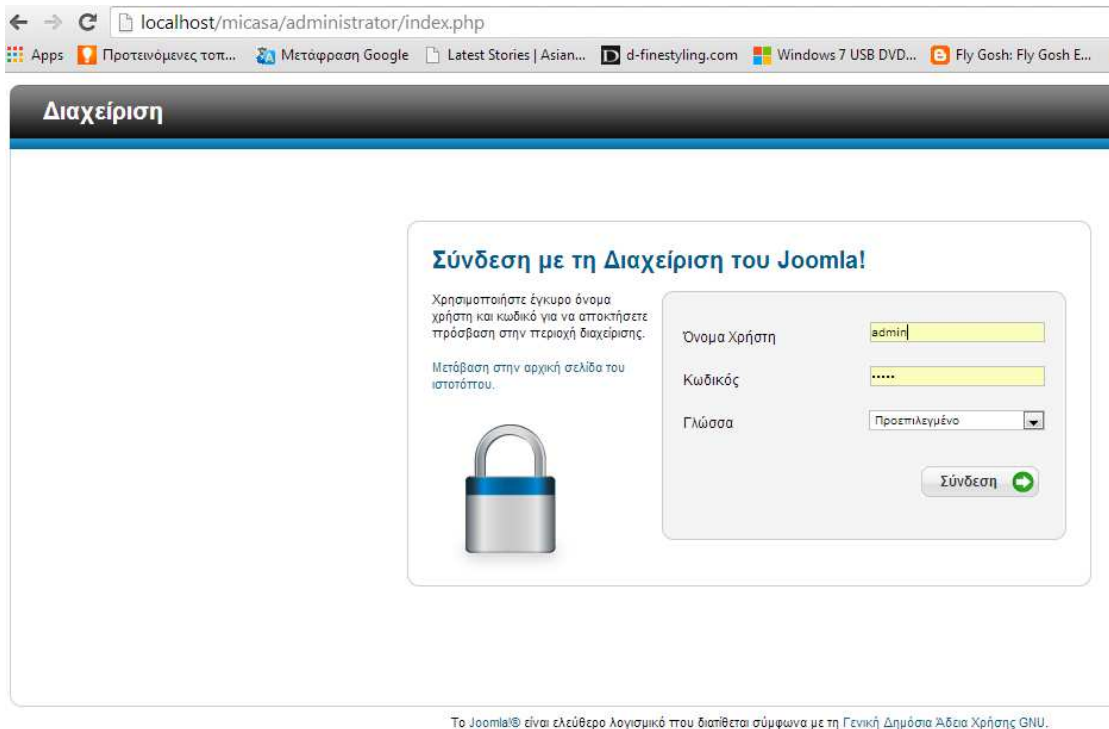 localhost/micasa/administrator/index.php
Apps Προτεινόμενες τοπ... Μετάφραση Google Latest Stories | Asian... D d-finestyling.com Windows 7 USB DVD... Fly Gosh: Fly Gosh E...
Διαχείριση
Σύνδεση με τη Διαχείριση του Joomla!
Χρησιμοποιήστε έγκυρο όνομα
χρήστη και κωδικό για να αποκτήσετε
πρόσβαση στην περιοχή διαχείρισης.
Μετάβαση στην αρχική σελίδα του
ιστοτόπου.
Όνομα Χρήστη admin
Κωδικός •••••
Γλώσσα Προεπιλεγμένο
Σύνδεση
Το Joomla!® είναι ελεύθερο λογισμικό που διατίθεται σύμφωνα με τη Γενική Δημόσια Άδεια Χρήσης GNU.